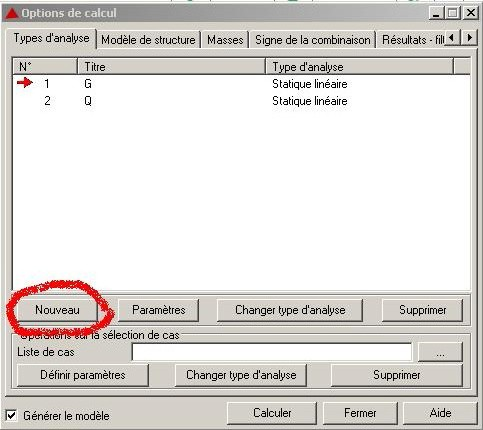 Options de calcul
Types d'analyse Modèle de structure Masses Signe de la combinaison Résultats - filt
N° Titre Type d'analyse
1 G Statique linéaire
2 Q Statique linéaire
Nouveau Paramètres Changer type d'analyse Supprimer
Opérations sur la sélection de cas
Liste de cas ...
Définir paramètres Changer type d'analyse Supprimer
Générer le modèle Calculer Fermer Aide